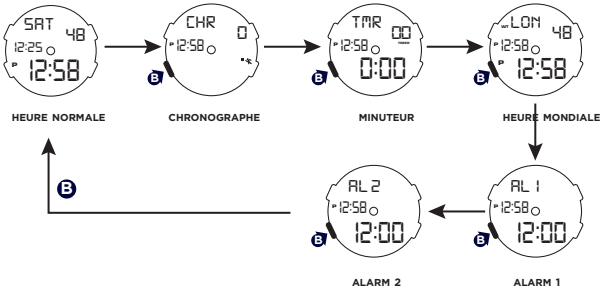 SAT 48
12:25
P 12:58
HEURE NORMALE
CHR 0
P 12:58
B
CHRONOGRAPHE
TMR 00
P 12:58
0:00
B
MINUTEUR
LON 48
P 12:58
P 12:58
B
HEURE MONDIALE
AL 1
P 12:58
12:00
B
ALARM 1
AL 2
P 12:58
12:00
B
ALARM 2
B